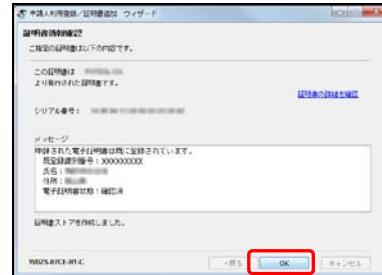 申請人利用登録／証明書追加 ウィザード
証明書情報確認
ご指定の証明書は以下の内容です。
この証明書は
より発行された証明書です。
証明書の詳細を確認
シリアル番号：
メッセージ
申請された電子証明書は既に登録されています。
既登録識別番号：XXXXXXXXXX
氏名：
住所：
電子証明書状態：確認済
証明書ストアを作成しました。
<戻る
OK
キャンセル